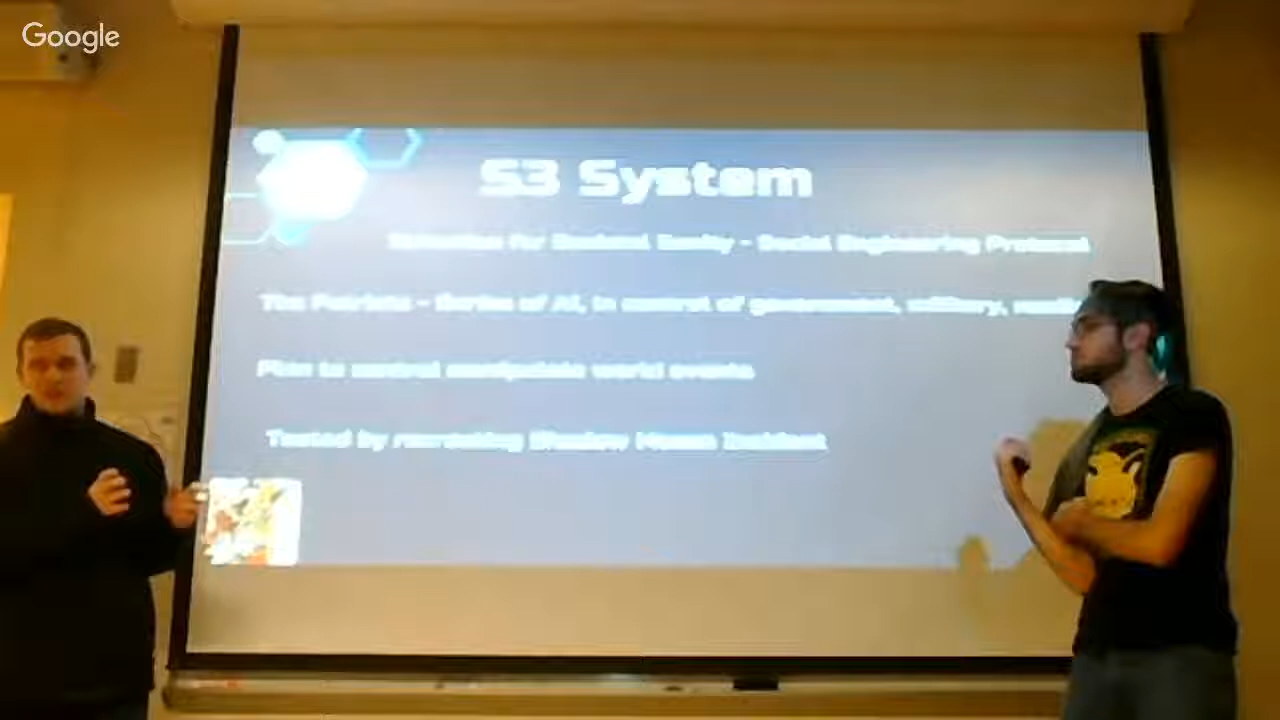 Google
S3 System
Selection for Societal Sanity - Social Engineering Protocol
The Patriots - Series of AI, in control of government, military, media
Plan to control manipulate world events
Tested by recreating Shadow Moses Incident